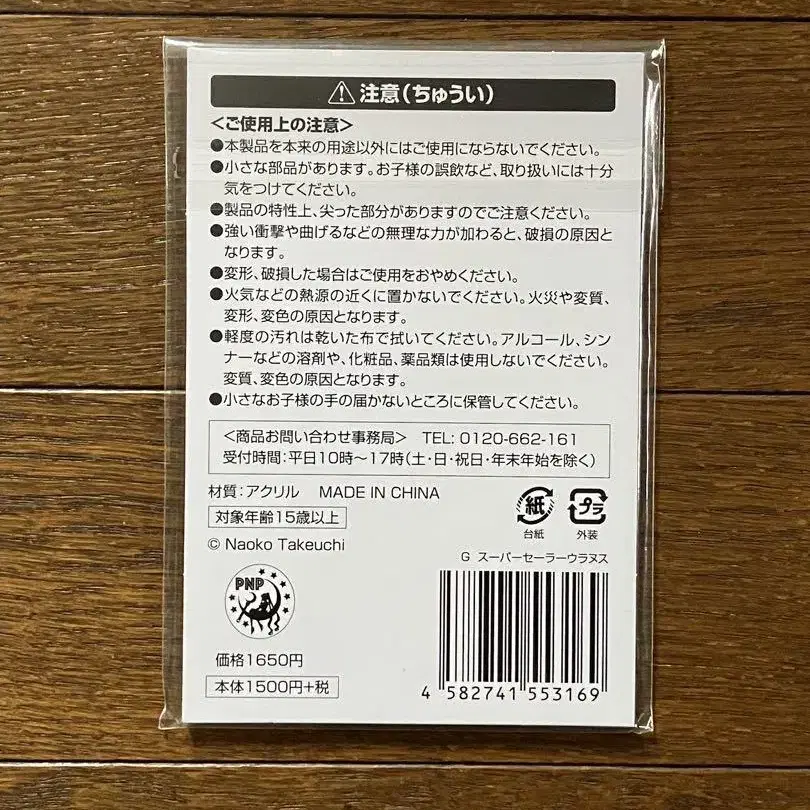 注意(ちゅうい)
<ご使用上の注意>
●本製品を本来の用途以外にはご使用にならないでください。
●小さな部品があります。お子様の誤飲など、取り扱いには十分
気をつけてください。
●製品の特性上、尖った部分がありますのでご注意ください。
●強い衝撃や曲げるなどの無理な力が加わると、破損の原因と
なります。
●変形、破損した場合はご使用をおやめください。
●火気などの熱源の近くに置かないでください。火災や変質、
変形、変色の原因となります。
●軽度の汚れは乾いた布で拭いてください。アルコール、シン
ナーなどの溶剤や、化粧品、薬品類は使用しないでください。
変質、変色の原因となります。
●小さなお子様の手の届かないところに保管してください。
<商品お問い合わせ事務局> TEL: 0120-662-161
受付時間:平日10時〜17時(土・日・祝日・年末年始を除く)
材質:アクリル MADE IN CHINA
対象年齢15歳以上
© Naoko Takeuchi
紙
台紙
プラ
外装
G スーパーセーラーウラヌス
PNP
価格1650円
本体1500円+税
4 582741 553169